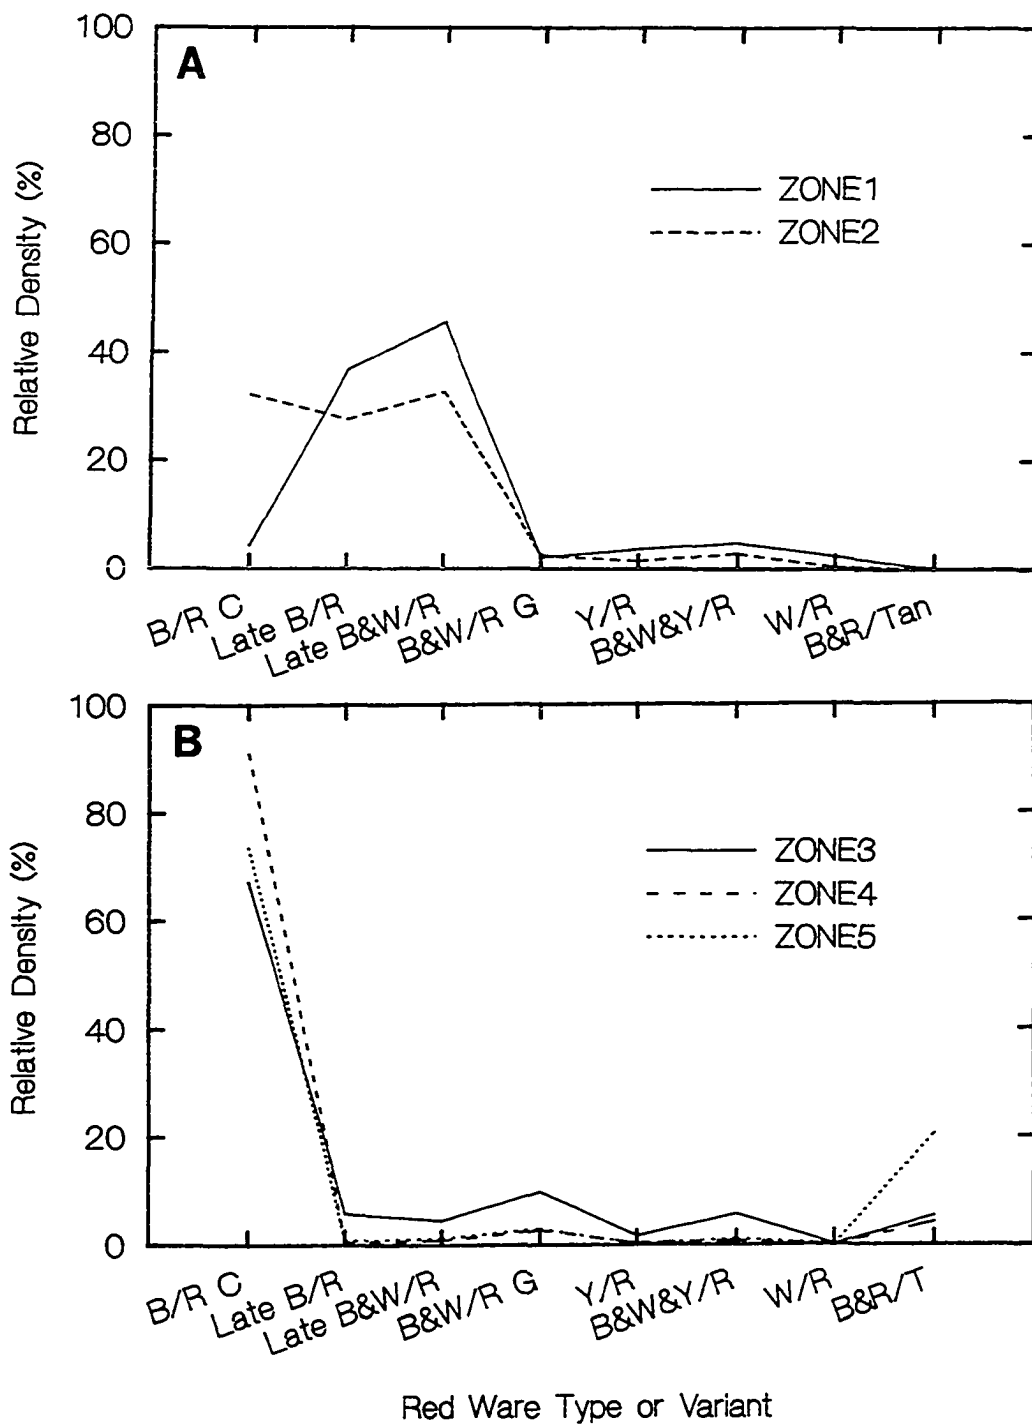 A
100
80
60
40
20
0
Relative Density (%)
ZONE1
ZONE2
B/R C
Late B/R
Late B&W/R
B&W/R G
Y/R
B&W&Y/R
W/R
B&R/Tan
B
100
80
60
40
20
0
Relative Density (%)
ZONE3
ZONE4
ZONE5
B/R C
Late B/R
Late B&W/R
B&W/R G
Y/R
B&W&Y/R
W/R
B&R/T
Red Ware Type or Variant